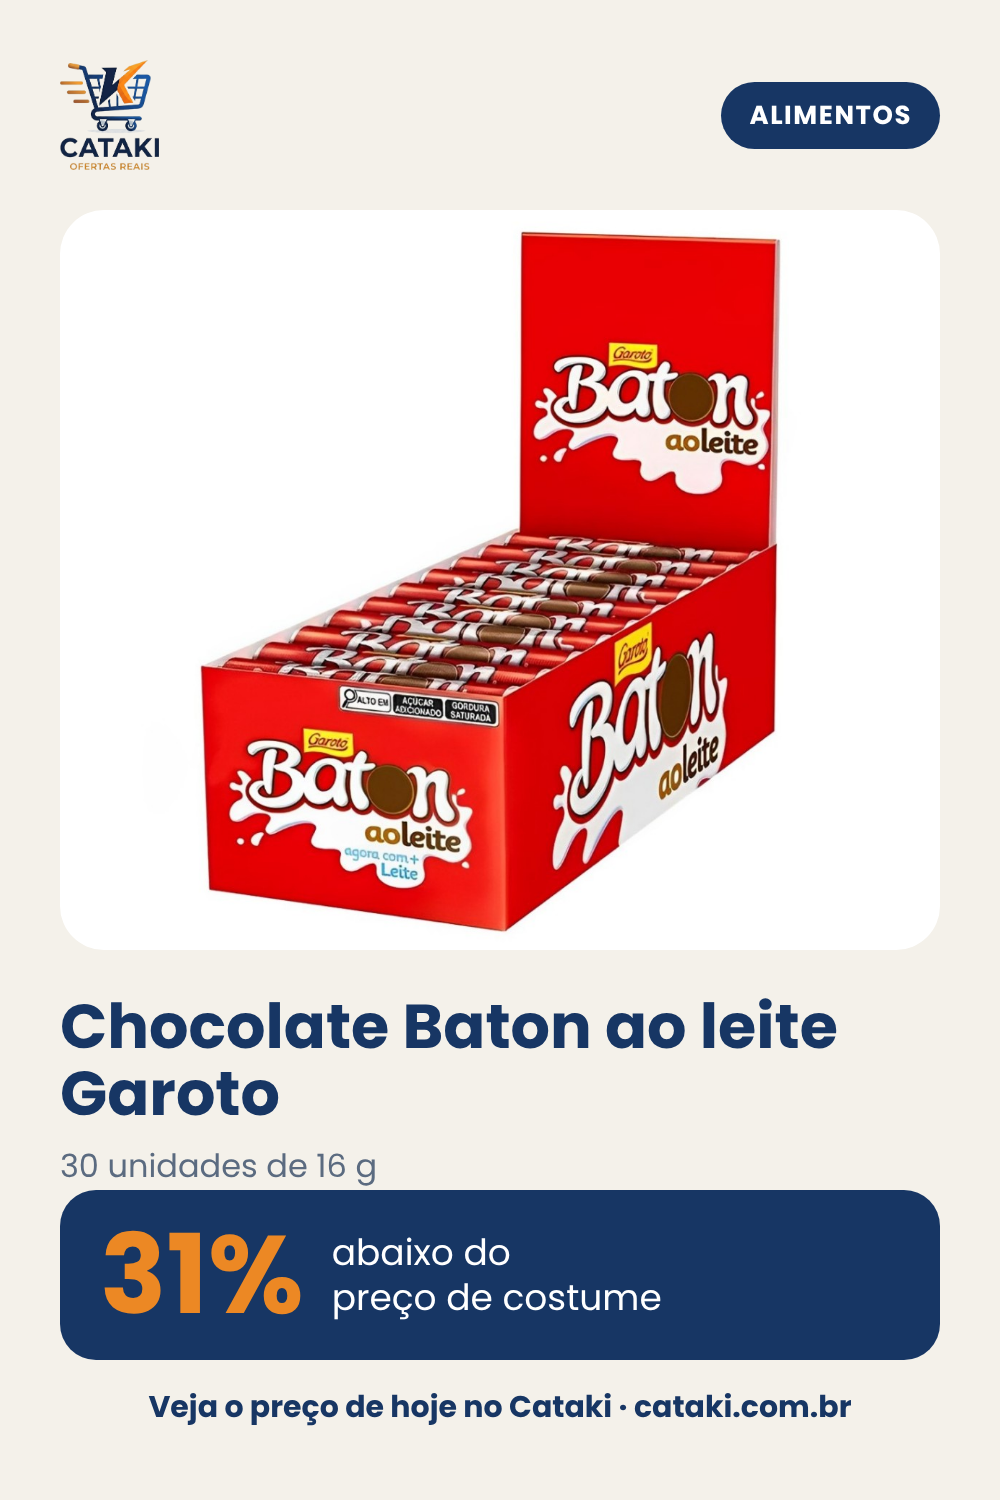 CATAKI
OFERTAS REAIS
ALIMENTOS
Garoto
Baton
ao leite
Garoto
Baton
ao leite
ALTO EM
AÇÚCAR ADICIONADO
GORDURA SATURADA
Garoto
Baton
ao leite
agora com+
Leite
Chocolate Baton ao leite
Garoto
30 unidades de 16 g
31%
abaixo do
preço de costume
Veja o preço de hoje no Cataki · cataki.com.br